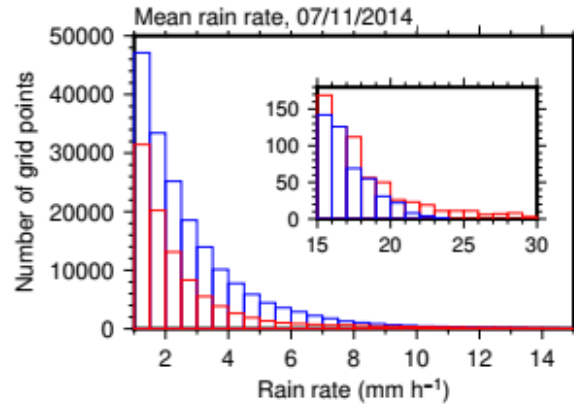 Mean rain rate, 07/11/2014
Number of grid points
50000
40000
30000
20000
10000
0
150
100
50
0
15 20 25 30
2 4 6 8 10 12 14
Rain rate (mm h⁻¹)